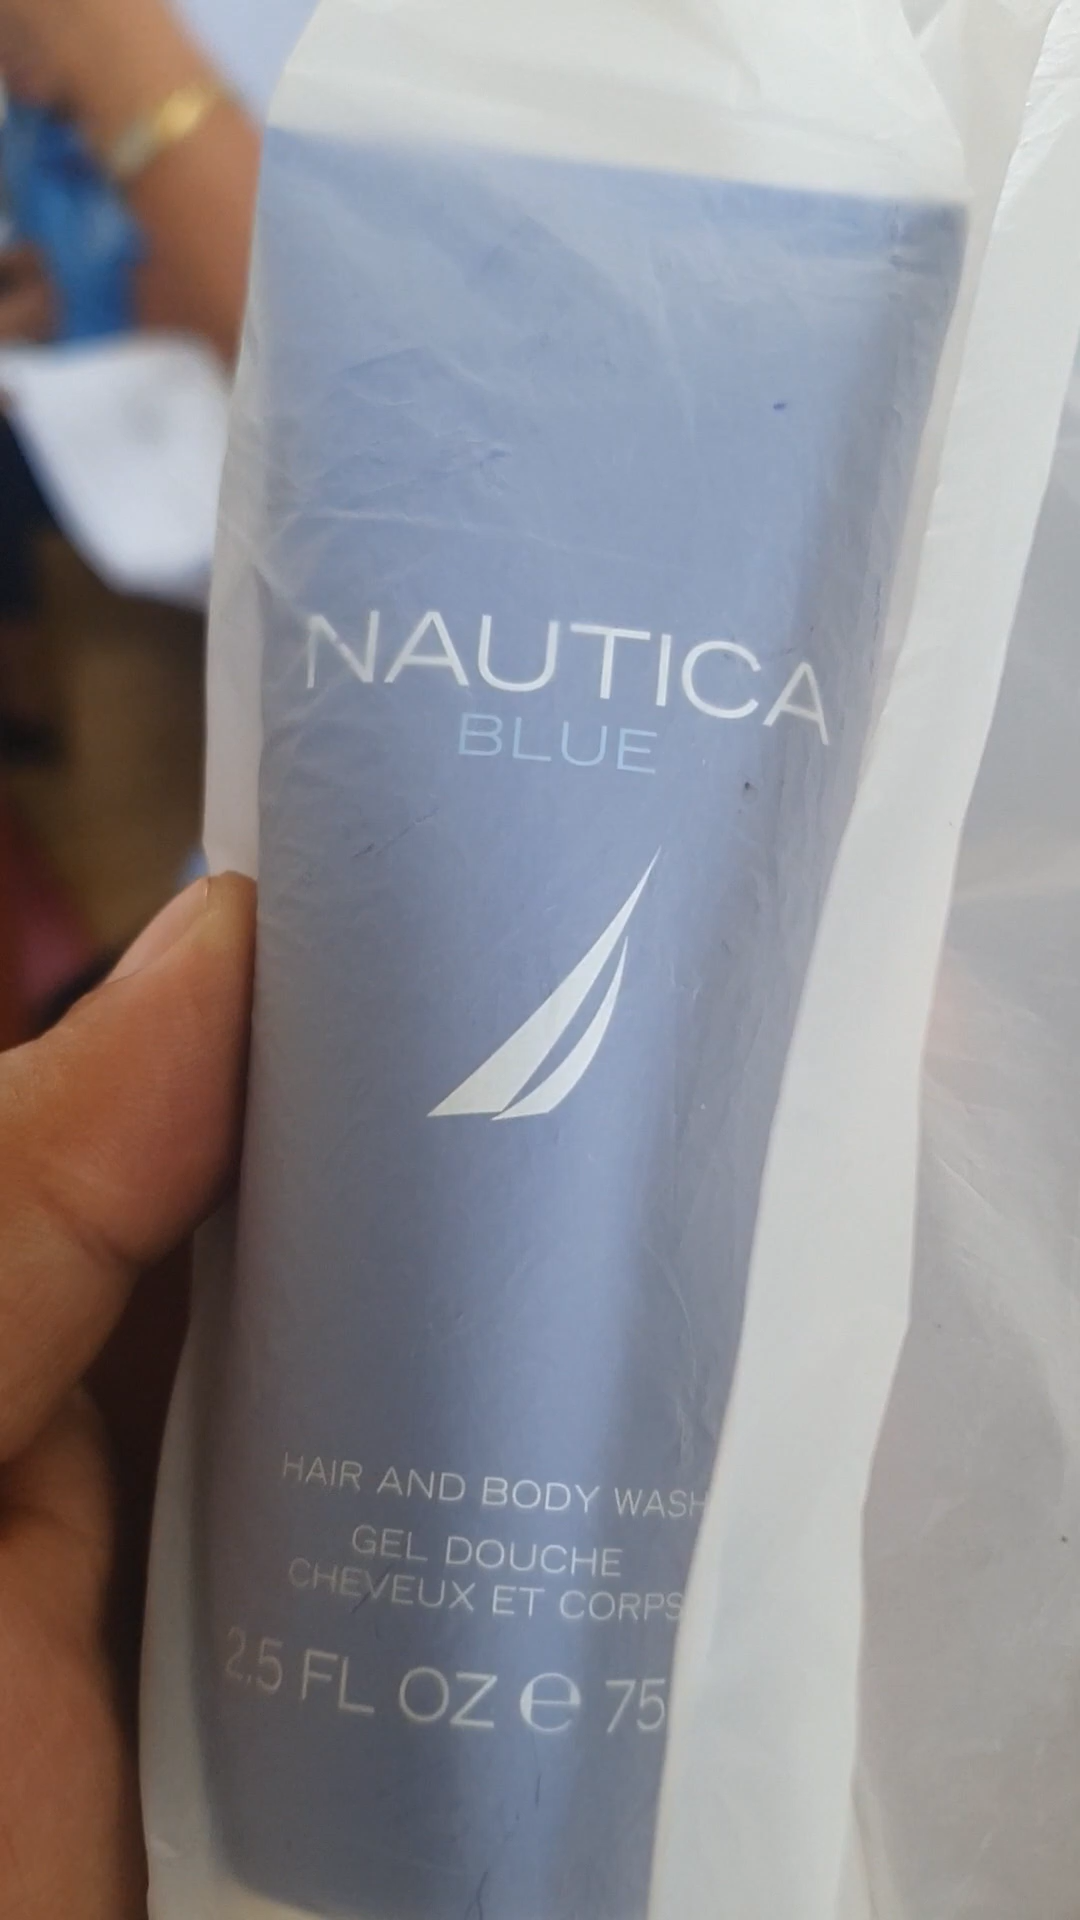 NAUTICA
BLUE
HAIR AND BODY WASH
GEL DOUCHE
CHEVEUX ET CORPS
2.5 FL OZ e 75